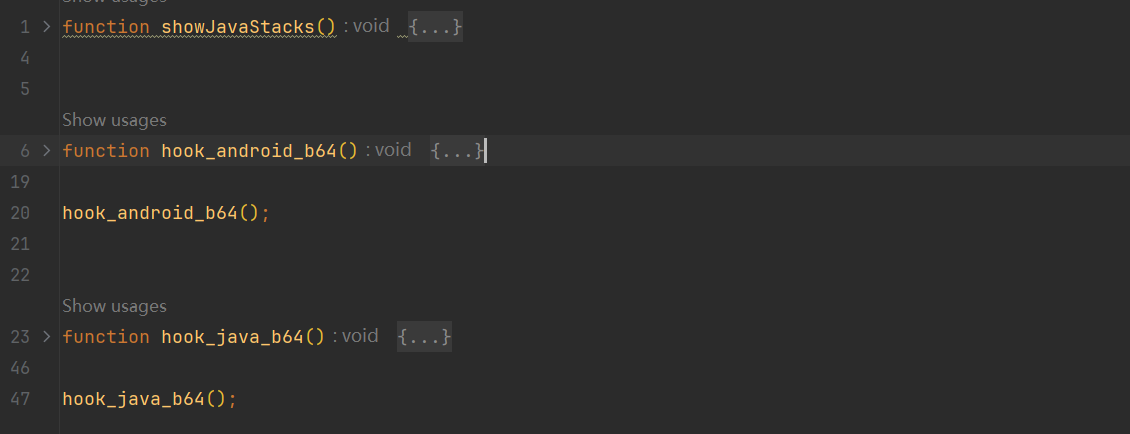 Show usages
1 function showJavaStacks() : void {...}
4
5
Show usages
6 function hook_android_b64() : void {...}
19
20 hook_android_b64();
21
22
Show usages
23 function hook_java_b64() : void {...}
46
47 hook_java_b64();